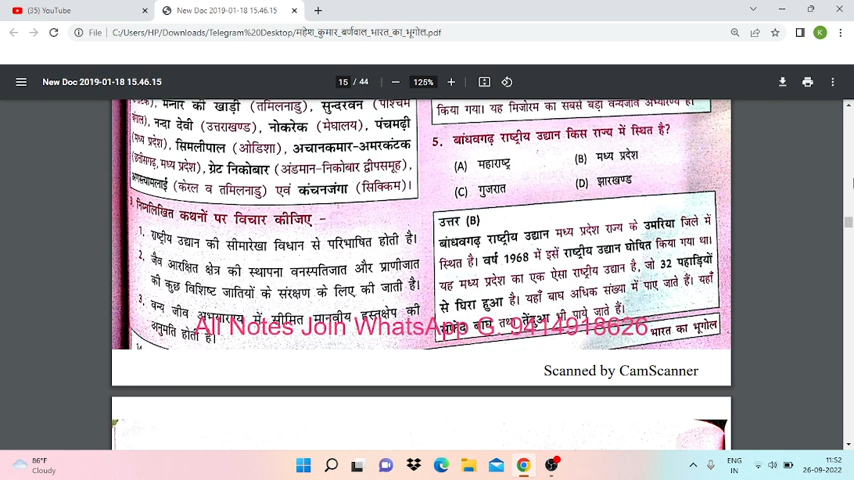 (35) YouTube
New Doc 2019-01-18 15.46.15
File
C:/Users/HP/Downloads/Telegram%20Desktop/महेश_कुमार_बर्णवाल_भारत_का_भूगोल.pdf
New Doc 2019-01-18 15.46.15
15 / 44
125%
मन्नार की खाड़ी (तमिलनाडु), सुन्दरवन (पश्चिम
नन्दा देवी (उत्तराखण्ड), नोकरेक (मेघालय), पंचमढ़ी
(मध्य प्रदेश), सिमलीपाल (ओडिशा), अचानकमार-अमरकंटक
(छत्तीसगढ़, मध्य प्रदेश), ग्रेट निकोबार (अंडमान-निकोबार द्वीपसमूह),
अगस्त्यामलाई (केरल व तमिलनाडु) एवं कंचनजंगा (सिक्किम)।
निम्नलिखित कथनों पर विचार कीजिए -
1. राष्ट्रीय उद्यान की सीमारेखा विधान से परिभाषित होती है।
2. जैव आरक्षित क्षेत्र की स्थापना वनस्पतिजात और प्राणीजात
की कुछ विशिष्ट जातियों के संरक्षण के लिए की जाती है।
3. वन्य जीव अभयारण्य में सीमित मानवीय हस्तक्षेप की
अनुमति होती है।
किया गया। यह मिजोरम का सबसे बड़ा वन्यजीव अभ्यारण्य है।
5. बांधवगढ़ राष्ट्रीय उद्यान किस राज्य में स्थित है?
(A) महाराष्ट्र (B) मध्य प्रदेश
(C) गुजरात (D) झारखण्ड
उत्तर (B)
बांधवगढ़ राष्ट्रीय उद्यान मध्य प्रदेश राज्य के उमरिया जिले में
स्थित है। वर्ष 1968 में इसें राष्ट्रीय उद्यान घोषित किया गया था।
यह मध्य प्रदेश का एक ऐसा राष्ट्रीय उद्यान है, जो 32 पहाड़ियों
से घिरा हुआ है। यहाँ बाघ अधिक संख्या में पाए जाते हैं। यहाँ
सफेद बाघ तथा तेंदुआ भी पाये जाते हैं।
भारत का भूगोल
All Notes Join WhatsApp G. 9414918626
Scanned by CamScanner
86°F
Cloudy
ENG
IN
11:52
26-09-2022